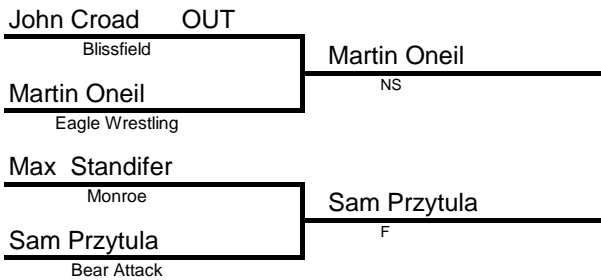 John Croad OUT
Blissfield
Martin Oneil
Eagle Wrestling
Martin Oneil
NS
Max Standifer
Monroe
Sam Przytula
Bear Attack
Sam Przytula
F